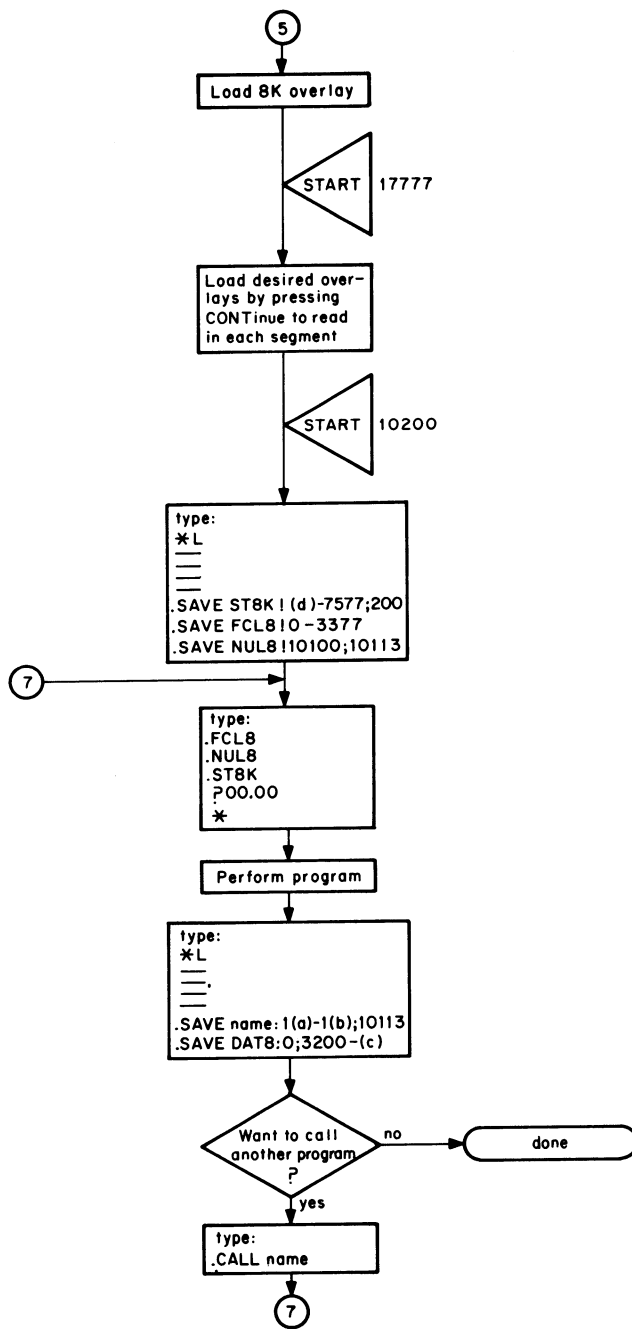 5
Load 8K overlay
START 17777
Load desired over-
lays by pressing
CONTinue to read
in each segment
START 10200
type:
*L
.SAVE ST8K!(d)-7577;200
.SAVE FCL8!0-3377
.SAVE NUL8!10100;10113
7
type:
.FCL8
.NUL8
.ST8K
?00.00
*
Perform program
type:
*L
.SAVE name:1(a)-1(b);10113
.SAVE DAT8:0;3200-(c)
Want to call
another program
?
no
done
yes
type:
.CALL name
7